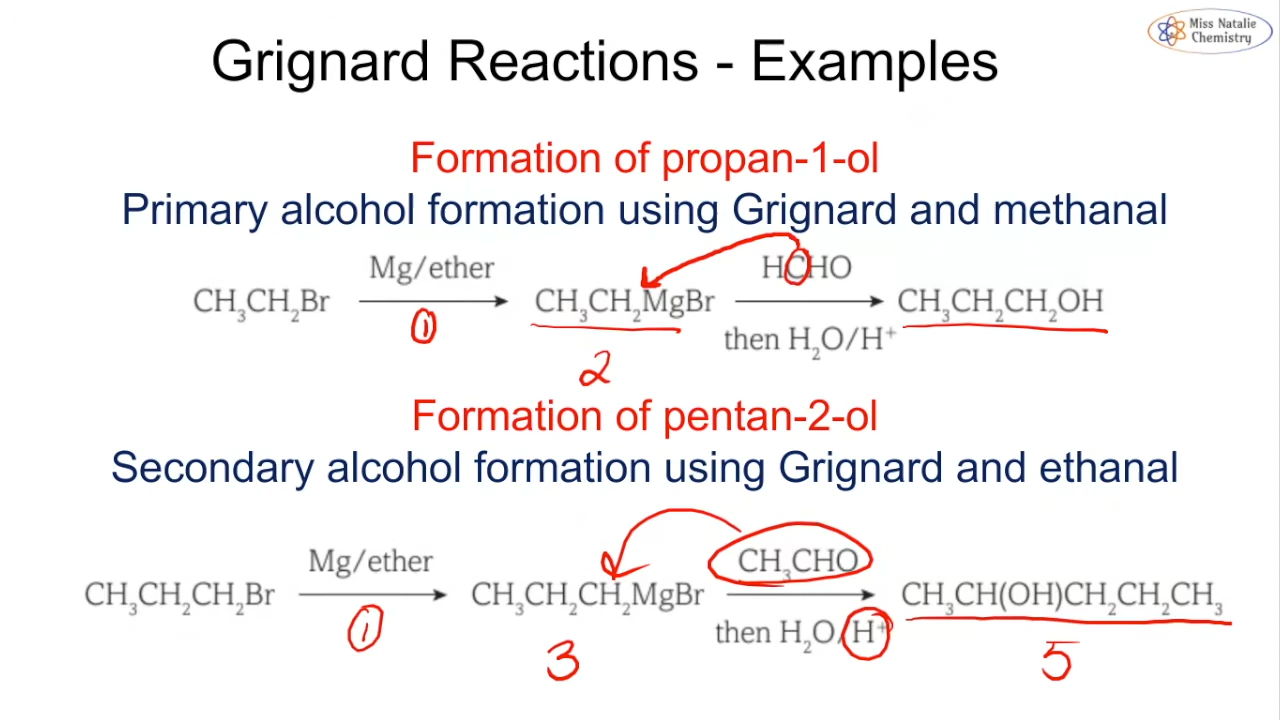 Miss Natalie
Chemistry
Grignard Reactions - Examples
Formation of propan-1-ol
Primary alcohol formation using Grignard and methanal
Mg/ether
HCHO
CH₃CH₂Br
CH₃CH₂MgBr
CH₃CH₂CH₂OH
①
then H₂O/H⁺
2
Formation of pentan-2-ol
Secondary alcohol formation using Grignard and ethanal
Mg/ether
CH₃CHO
CH₃CH₂CH₂Br
CH₃CH₂CH₂MgBr
CH₃CH(OH)CH₂CH₂CH₃
①
then H₂O/H⁺
3
5